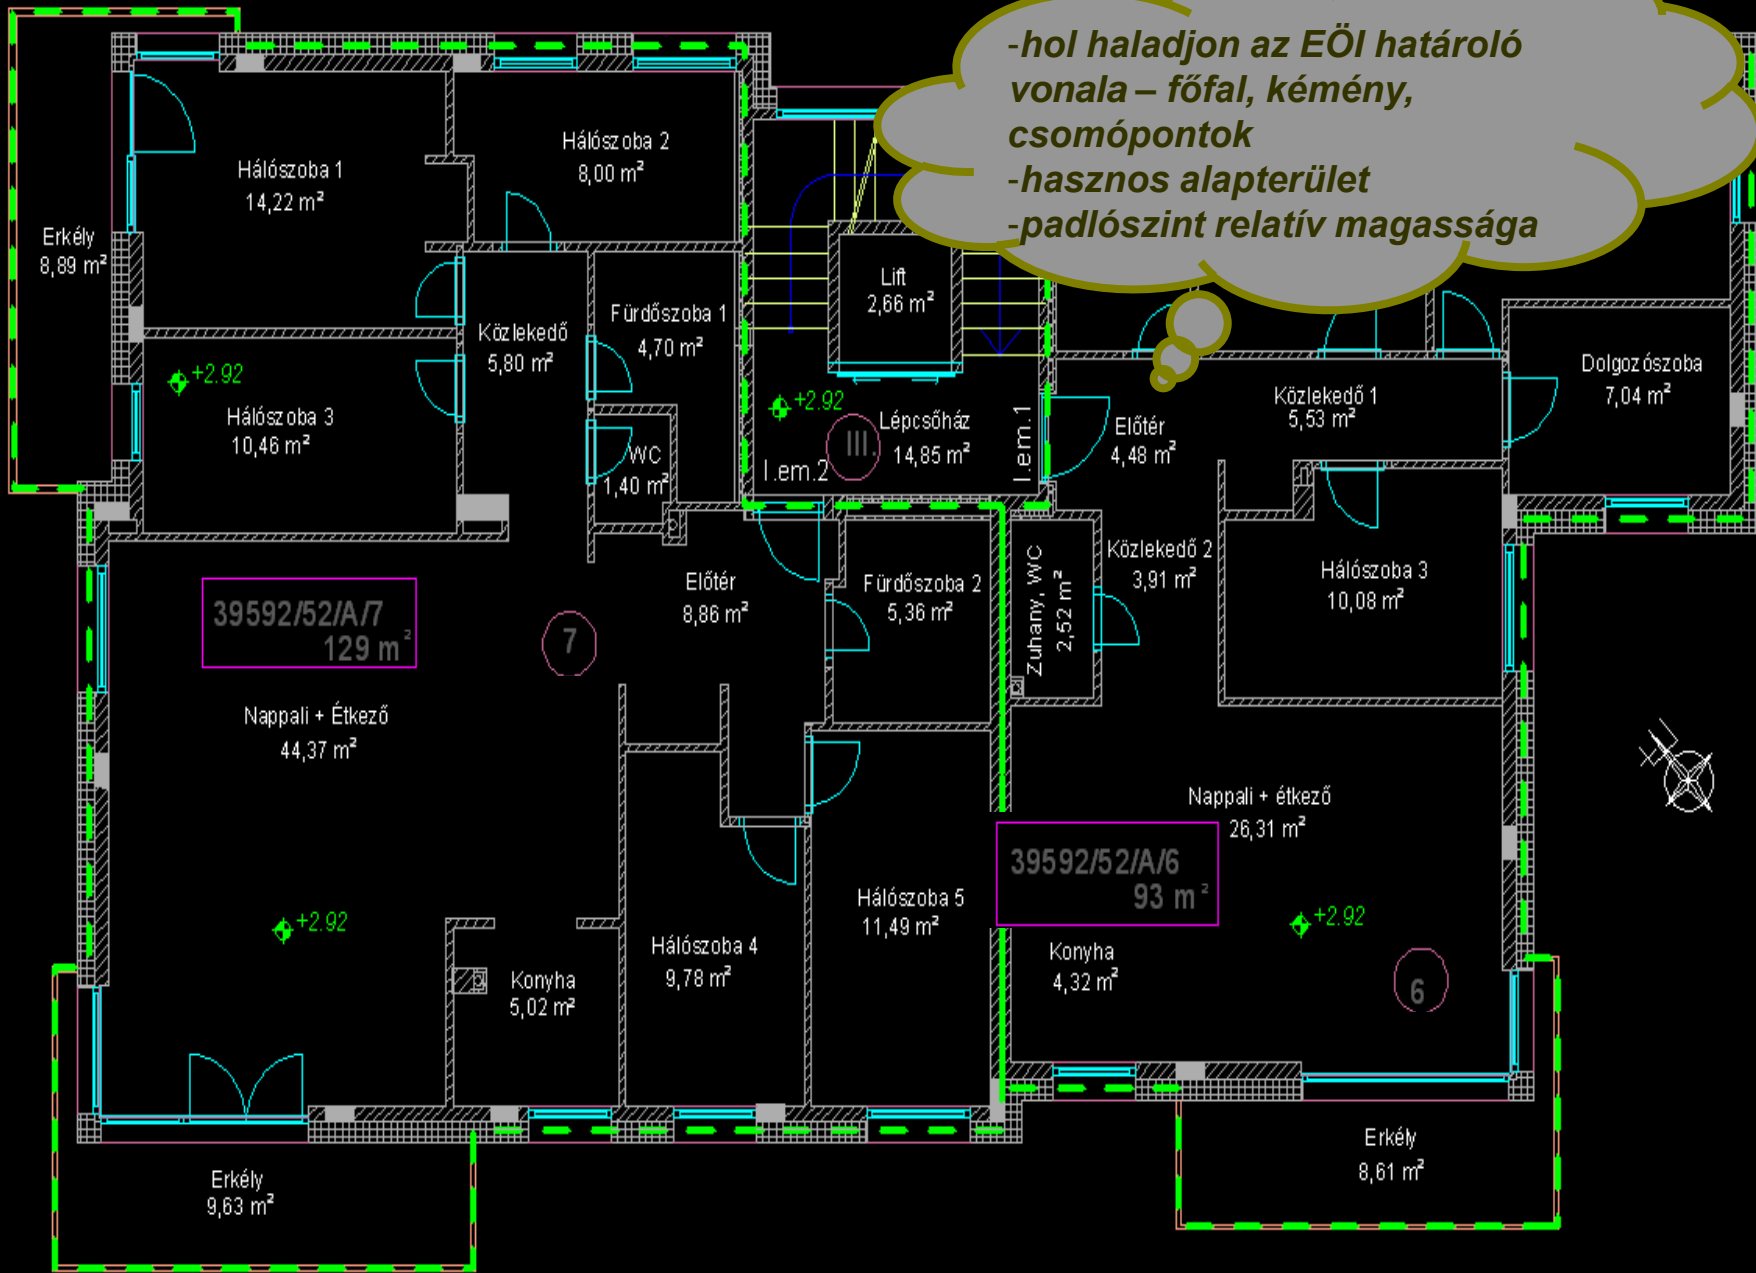 -hol haladjon az EÖI határoló
vonala – főfal, kémény,
csomópontok
-hasznos alapterület
-padlószint relatív magassága
Hálószoba 1
14,22 m²
Hálószoba 2
8,00 m²
Erkély
8,89 m²
Lift
2,66 m²
Közlekedő
5,80 m²
Fürdőszoba 1
4,70 m²
+2.92
Hálószoba 3
10,46 m²
WC
1,40 m²
+2.92
III.
Lépcsőház
14,85 m²
I.em.2
I.em.1
Előtér
4,48 m²
Közlekedő 1
5,53 m²
Dolgozószoba
7,04 m²
39592/52/A/7
129 m²
7
Előtér
8,86 m²
Fürdőszoba 2
5,36 m²
Zuhany, WC
2,52 m²
Közlekedő 2
3,91 m²
Hálószoba 3
10,08 m²
Nappali + Étkező
44,37 m²
Nappali + étkező
26,31 m²
39592/52/A/6
93 m²
+2.92
Konyha
5,02 m²
Hálószoba 4
9,78 m²
Hálószoba 5
11,49 m²
Konyha
4,32 m²
+2.92
6
Erkély
9,63 m²
Erkély
8,61 m²